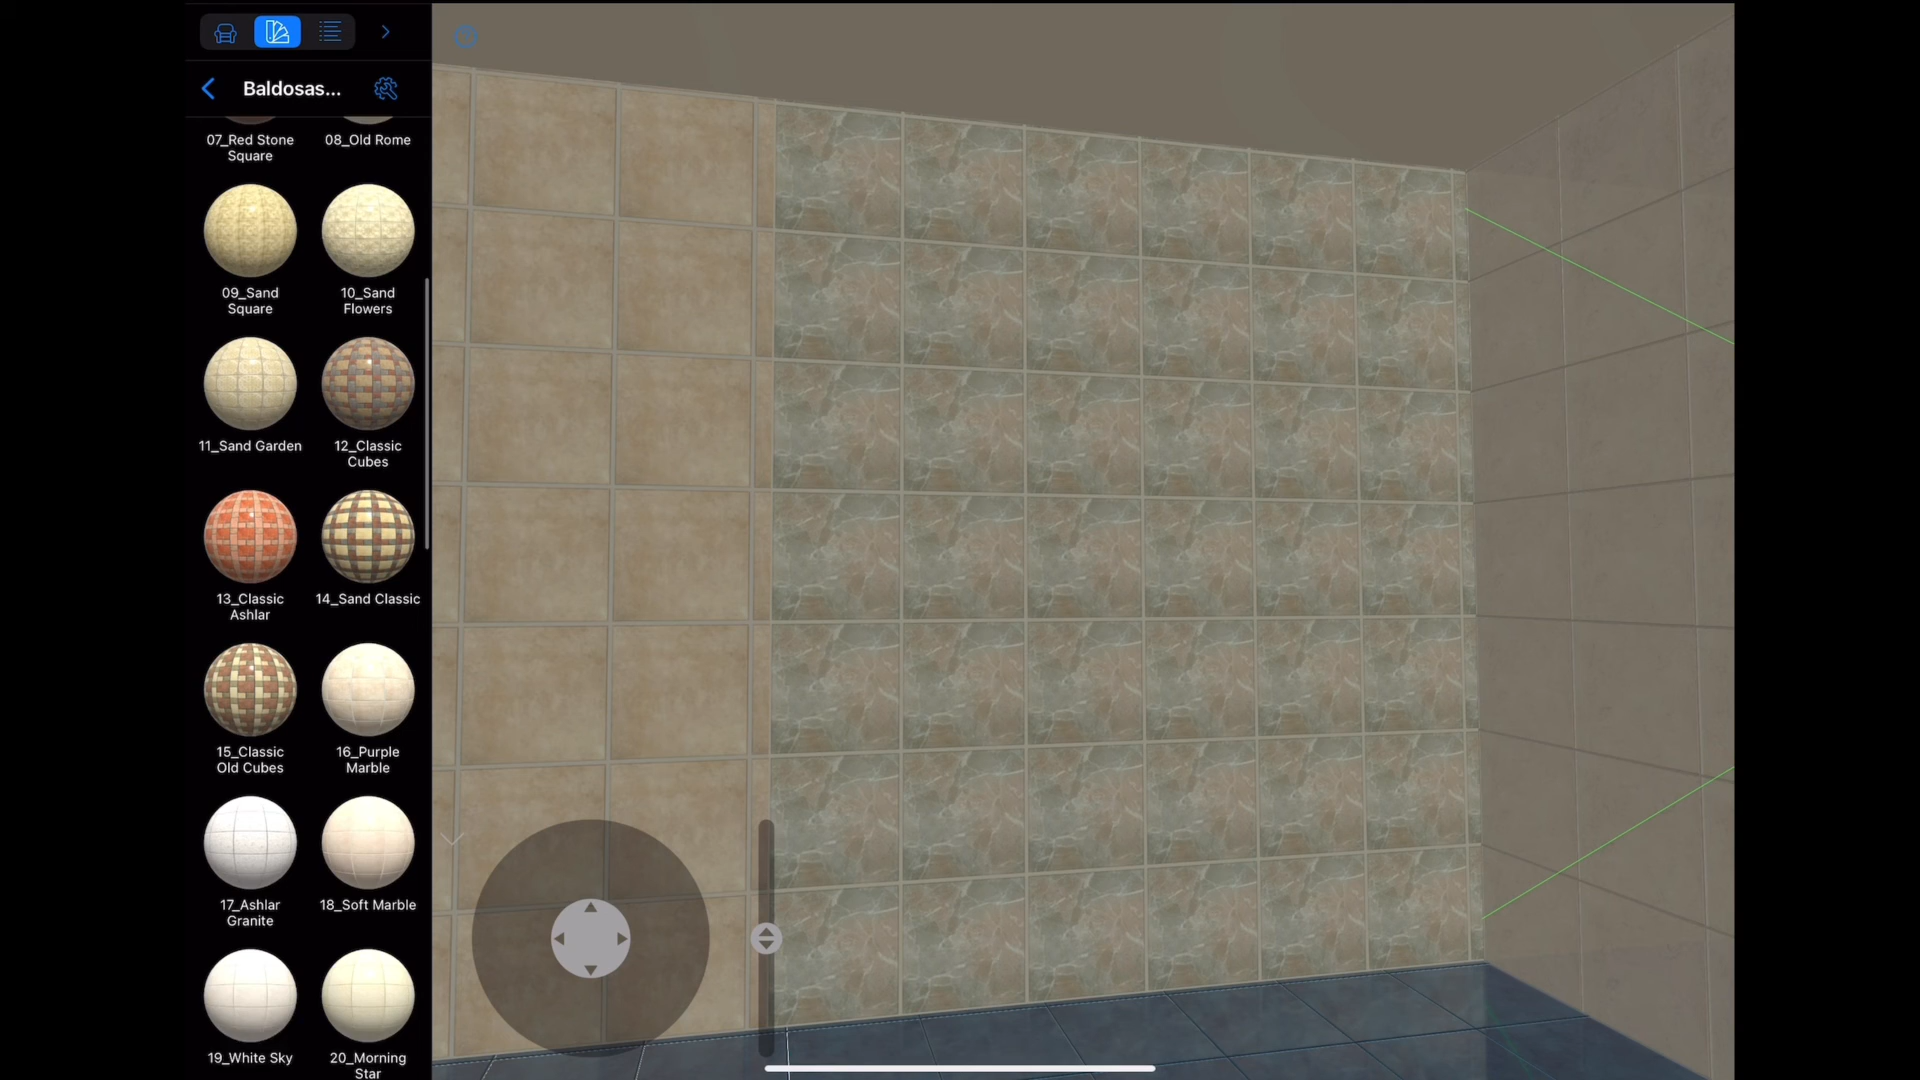 Baldosas...
07_Red Stone
Square
08_Old Rome
09_Sand
Square
10_Sand
Flowers
11_Sand Garden
12_Classic
Cubes
13_Classic
Ashlar
14_Sand Classic
15_Classic
Old Cubes
16_Purple
Marble
17_Ashlar
Granite
18_Soft Marble
19_White Sky
20_Morning
Star